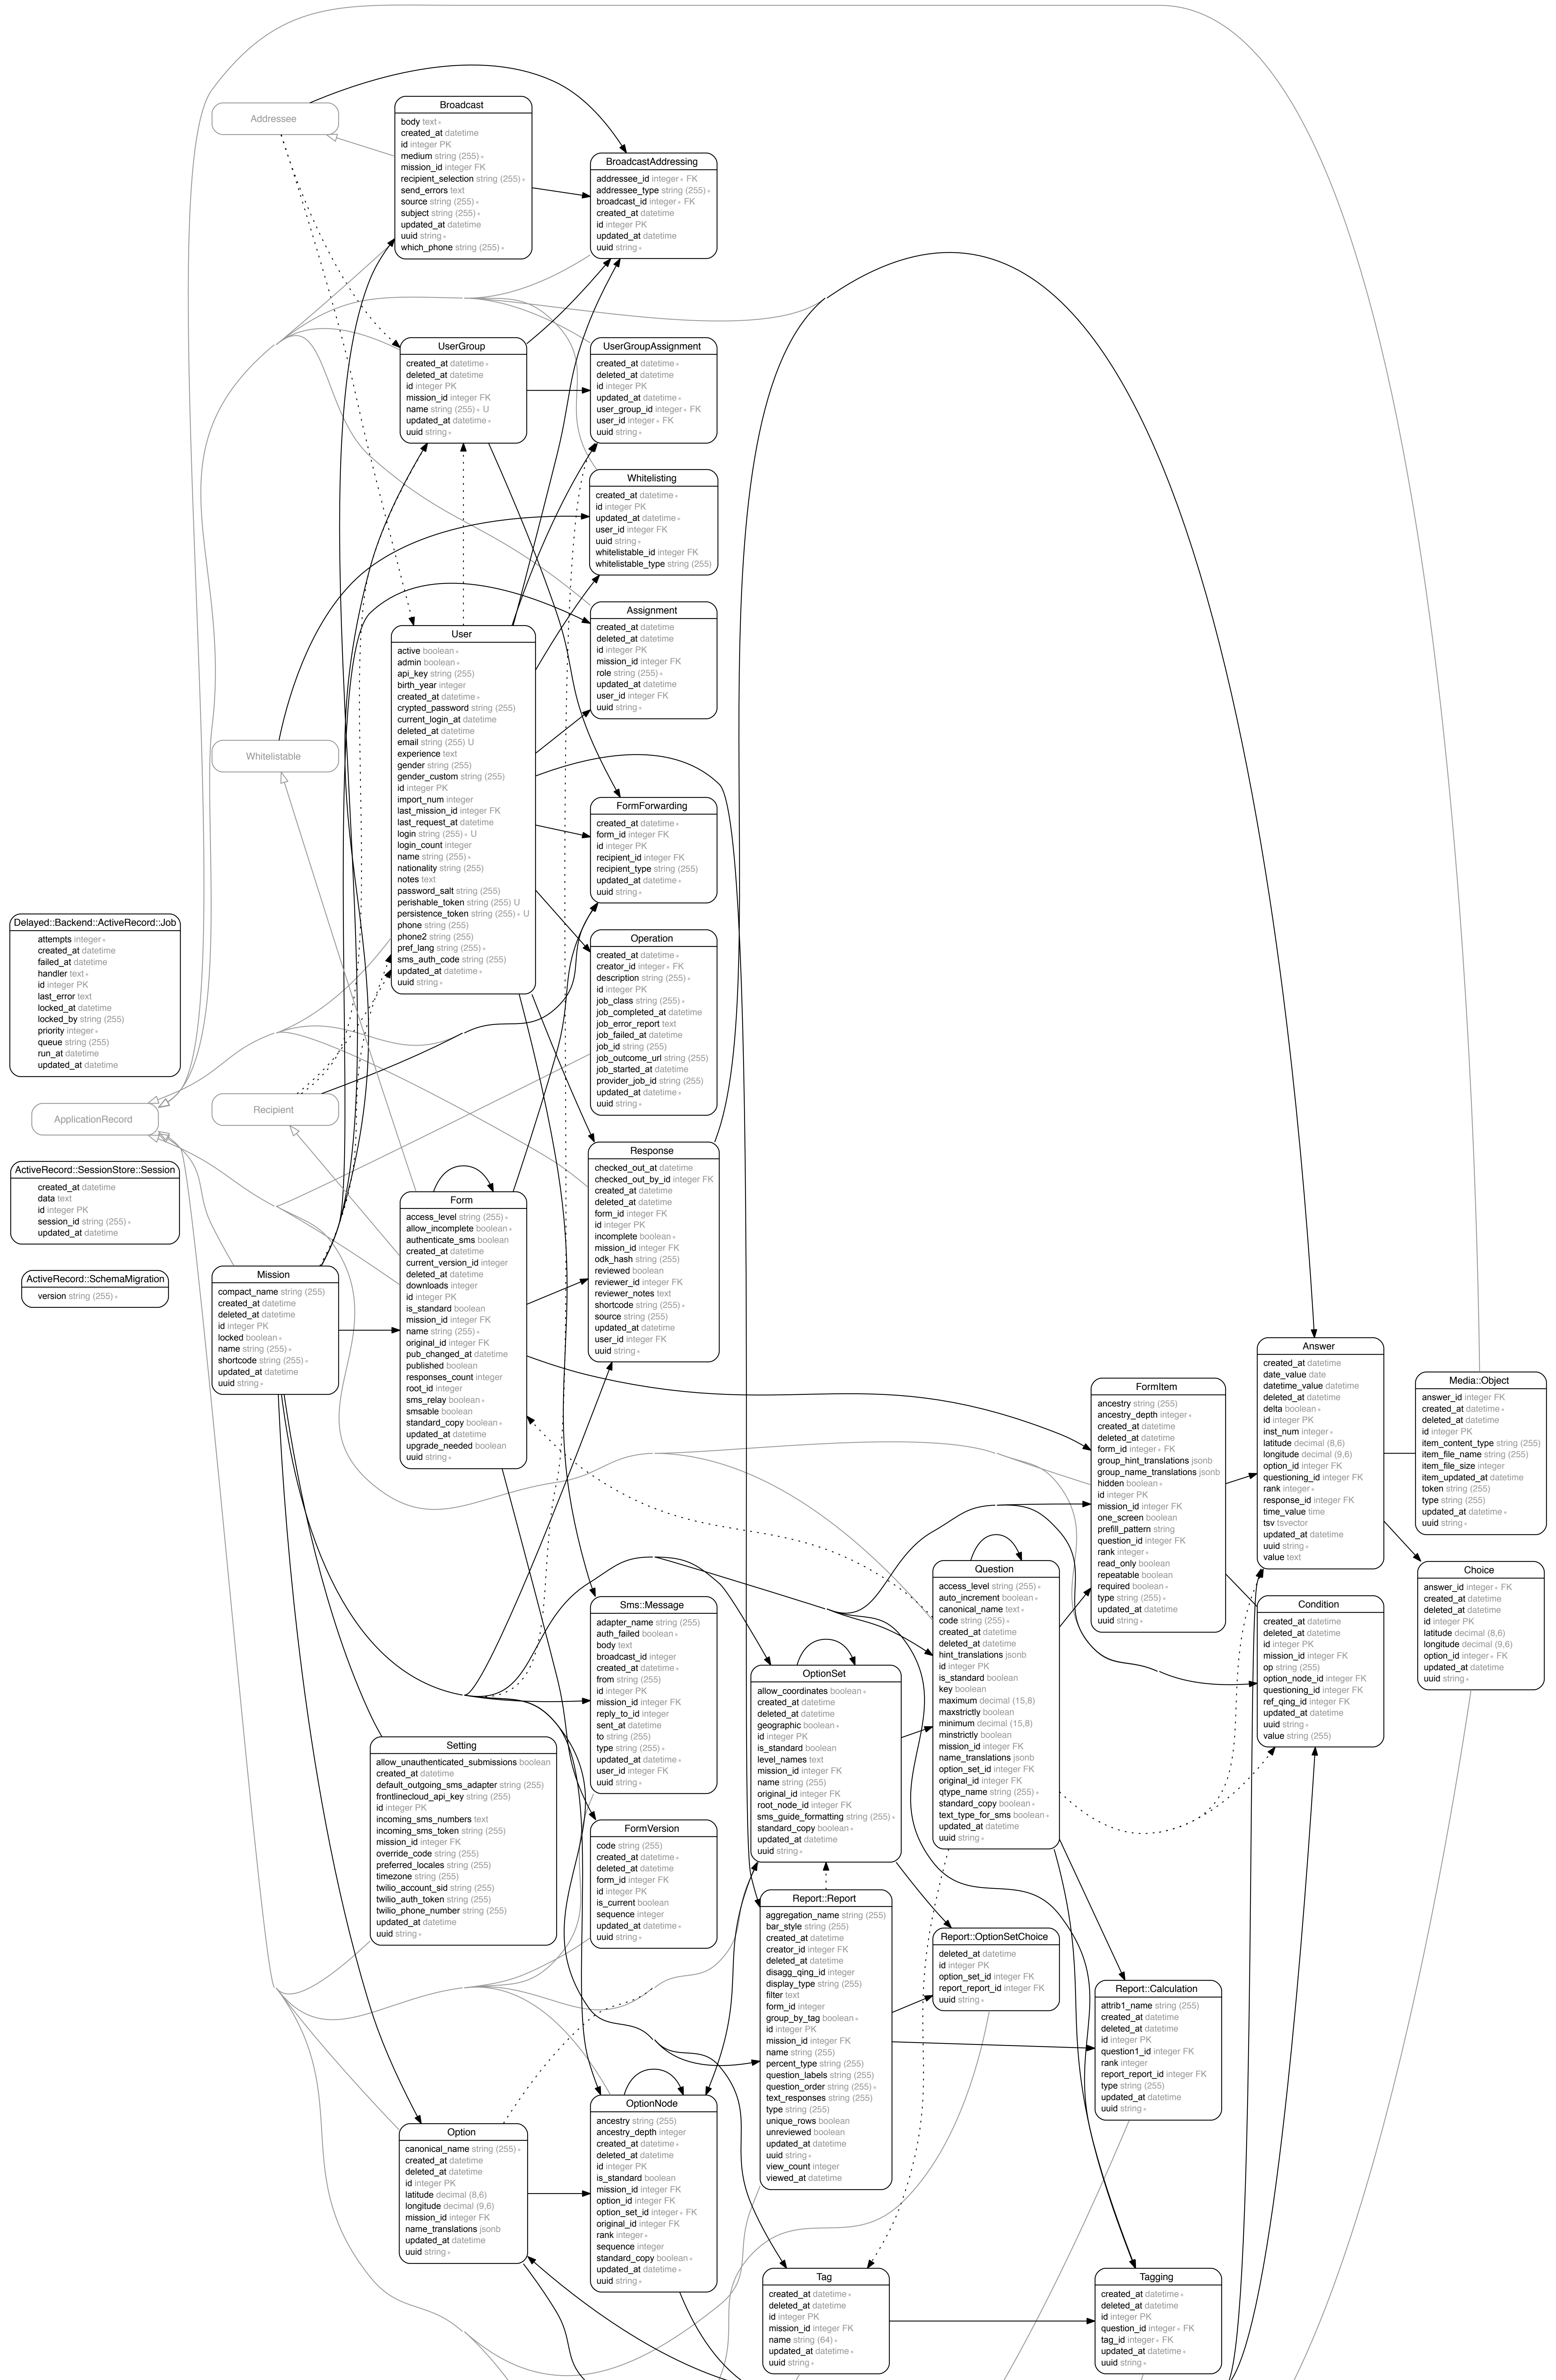 Addressee
Broadcast
body text *
created_at datetime
id integer PK
medium string (255) *
mission_id integer FK
recipient_selection string (255) *
send_errors text
source string (255) *
subject string (255) *
updated_at datetime
uuid string *
which_phone string (255) *
BroadcastAddressing
addressee_id integer * FK
addressee_type string (255) *
broadcast_id integer * FK
created_at datetime
id integer PK
updated_at datetime
uuid string *
UserGroup
created_at datetime *
deleted_at datetime
id integer PK
mission_id integer FK
name string (255) * U
updated_at datetime *
uuid string *
UserGroupAssignment
created_at datetime *
deleted_at datetime
id integer PK
updated_at datetime *
user_group_id integer * FK
user_id integer * FK
uuid string *
Whitelisting
created_at datetime *
id integer PK
updated_at datetime *
user_id integer FK
uuid string *
whitelistable_id integer FK
whitelistable_type string (255)
Assignment
created_at datetime
deleted_at datetime
id integer PK
mission_id integer FK
role string (255) *
updated_at datetime
user_id integer FK
uuid string *
User
active boolean *
admin boolean *
api_key string (255)
birth_year integer
created_at datetime *
crypted_password string (255)
current_login_at datetime
deleted_at datetime
email string (255) U
experience text
gender string (255)
gender_custom string (255)
id integer PK
import_num integer
last_mission_id integer FK
last_request_at datetime
login string (255) * U
login_count integer
name string (255) *
nationality string (255)
notes text
password_salt string (255)
perishable_token string (255) U
persistence_token string (255) * U
phone string (255)
phone2 string (255)
pref_lang string (255) *
sms_auth_code string (255)
updated_at datetime *
uuid string *
Whitelistable
FormForwarding
created_at datetime *
form_id integer FK
id integer PK
recipient_id integer FK
recipient_type string (255)
updated_at datetime *
uuid string *
Delayed::Backend::ActiveRecord::Job
attempts integer *
created_at datetime
failed_at datetime
handler text *
id integer PK
last_error text
locked_at datetime
locked_by string (255)
priority integer *
queue string (255)
run_at datetime
updated_at datetime
Operation
created_at datetime *
creator_id integer * FK
description string (255) *
id integer PK
job_class string (255) *
job_completed_at datetime
job_error_report text
job_failed_at datetime
job_id string (255)
job_outcome_url string (255)
job_started_at datetime
provider_job_id string (255)
updated_at datetime *
uuid string *
ApplicationRecord
Recipient
ActiveRecord::SessionStore::Session
created_at datetime
data text
id integer PK
session_id string (255) *
updated_at datetime
ActiveRecord::SchemaMigration
version string (255) *
Response
checked_out_at datetime
checked_out_by_id integer FK
created_at datetime
deleted_at datetime
form_id integer FK
id integer PK
incomplete boolean *
mission_id integer FK
odk_hash string (255)
reviewed boolean
reviewer_id integer FK
reviewer_notes text
shortcode string (255) *
source string (255)
updated_at datetime
user_id integer FK
uuid string *
Form
access_level string (255) *
allow_incomplete boolean *
authenticate_sms boolean
created_at datetime
current_version_id integer
deleted_at datetime
downloads integer
id integer PK
is_standard boolean
mission_id integer FK
name string (255) *
original_id integer FK
pub_changed_at datetime
published boolean
responses_count integer
root_id integer
sms_relay boolean *
smsable boolean
standard_copy boolean *
updated_at datetime
upgrade_needed boolean
uuid string *
Mission
compact_name string (255)
created_at datetime
deleted_at datetime
id integer PK
locked boolean *
name string (255) *
shortcode string (255) *
updated_at datetime
uuid string *
Answer
created_at datetime
date_value date
datetime_value datetime
deleted_at datetime
delta boolean *
id integer PK
inst_num integer *
latitude decimal (8,6)
longitude decimal (9,6)
option_id integer FK
questioning_id integer FK
rank integer *
response_id integer FK
time_value time
tsv tsvector
updated_at datetime
uuid string *
value text
Media::Object
answer_id integer FK
created_at datetime *
deleted_at datetime
id integer PK
item_content_type string (255)
item_file_name string (255)
item_file_size integer
item_updated_at datetime
token string (255)
type string (255)
updated_at datetime *
uuid string *
FormItem
ancestry string (255)
ancestry_depth integer *
created_at datetime
deleted_at datetime
form_id integer * FK
group_hint_translations jsonb
group_name_translations jsonb
hidden boolean *
id integer PK
mission_id integer FK
one_screen boolean
prefill_pattern string
question_id integer FK
rank integer *
read_only boolean
repeatable boolean
required boolean *
type string (255) *
updated_at datetime
uuid string *
Choice
answer_id integer * FK
created_at datetime
deleted_at datetime
id integer PK
latitude decimal (8,6)
longitude decimal (9,6)
option_id integer * FK
updated_at datetime
uuid string *
Question
access_level string (255) *
auto_increment boolean *
canonical_name text *
code string (255) *
created_at datetime
deleted_at datetime
hint_translations jsonb
id integer PK
is_standard boolean
key boolean
maximum decimal (15,8)
maxstrictly boolean
minimum decimal (15,8)
minstrictly boolean
mission_id integer FK
name_translations jsonb
option_set_id integer FK
original_id integer FK
qtype_name string (255) *
standard_copy boolean *
text_type_for_sms boolean *
updated_at datetime
uuid string *
Condition
created_at datetime
deleted_at datetime
id integer PK
mission_id integer FK
op string (255)
option_node_id integer FK
questioning_id integer FK
ref_qing_id integer FK
updated_at datetime
uuid string *
value string (255)
Sms::Message
adapter_name string (255)
auth_failed boolean *
body text
broadcast_id integer
created_at datetime *
from string (255)
id integer PK
mission_id integer FK
reply_to_id integer
sent_at datetime
to string (255)
type string (255) *
updated_at datetime *
user_id integer FK
uuid string *
OptionSet
allow_coordinates boolean *
created_at datetime
deleted_at datetime
geographic boolean *
id integer PK
is_standard boolean
level_names text
mission_id integer FK
name string (255)
original_id integer FK
root_node_id integer FK
sms_guide_formatting string (255) *
standard_copy boolean *
updated_at datetime
uuid string *
Setting
allow_unauthenticated_submissions boolean
created_at datetime
default_outgoing_sms_adapter string (255)
frontlinecloud_api_key string (255)
id integer PK
incoming_sms_numbers text
incoming_sms_token string (255)
mission_id integer FK
override_code string (255)
preferred_locales string (255)
timezone string (255)
twilio_account_sid string (255)
twilio_auth_token string (255)
twilio_phone_number string (255)
updated_at datetime
uuid string *
FormVersion
code string (255)
created_at datetime *
deleted_at datetime
form_id integer FK
id integer PK
is_current boolean
sequence integer
updated_at datetime *
uuid string *
Report::Report
aggregation_name string (255)
bar_style string (255)
created_at datetime
creator_id integer FK
deleted_at datetime
disagg_qing_id integer
display_type string (255)
filter text
form_id integer
group_by_tag boolean *
id integer PK
mission_id integer FK
name string (255)
percent_type string (255)
question_labels string (255)
question_order string (255) *
text_responses string (255)
type string (255)
unique_rows boolean
unreviewed boolean
updated_at datetime
uuid string *
view_count integer
viewed_at datetime
Report::OptionSetChoice
deleted_at datetime
id integer PK
option_set_id integer FK
report_report_id integer FK
uuid string *
Report::Calculation
attrib1_name string (255)
created_at datetime
deleted_at datetime
id integer PK
question1_id integer FK
rank integer
report_report_id integer FK
type string (255)
updated_at datetime
uuid string *
OptionNode
ancestry string (255)
ancestry_depth integer
created_at datetime *
deleted_at datetime
id integer PK
is_standard boolean
mission_id integer FK
option_id integer FK
option_set_id integer * FK
original_id integer FK
rank integer *
sequence integer
standard_copy boolean *
updated_at datetime *
uuid string *
Option
canonical_name string (255) *
created_at datetime
deleted_at datetime
id integer PK
latitude decimal (8,6)
longitude decimal (9,6)
mission_id integer FK
name_translations jsonb
updated_at datetime
uuid string *
Tag
created_at datetime *
deleted_at datetime
id integer PK
mission_id integer FK
name string (64) *
updated_at datetime *
uuid string *
Tagging
created_at datetime *
deleted_at datetime
id integer PK
question_id integer * FK
tag_id integer * FK
updated_at datetime *
uuid string *